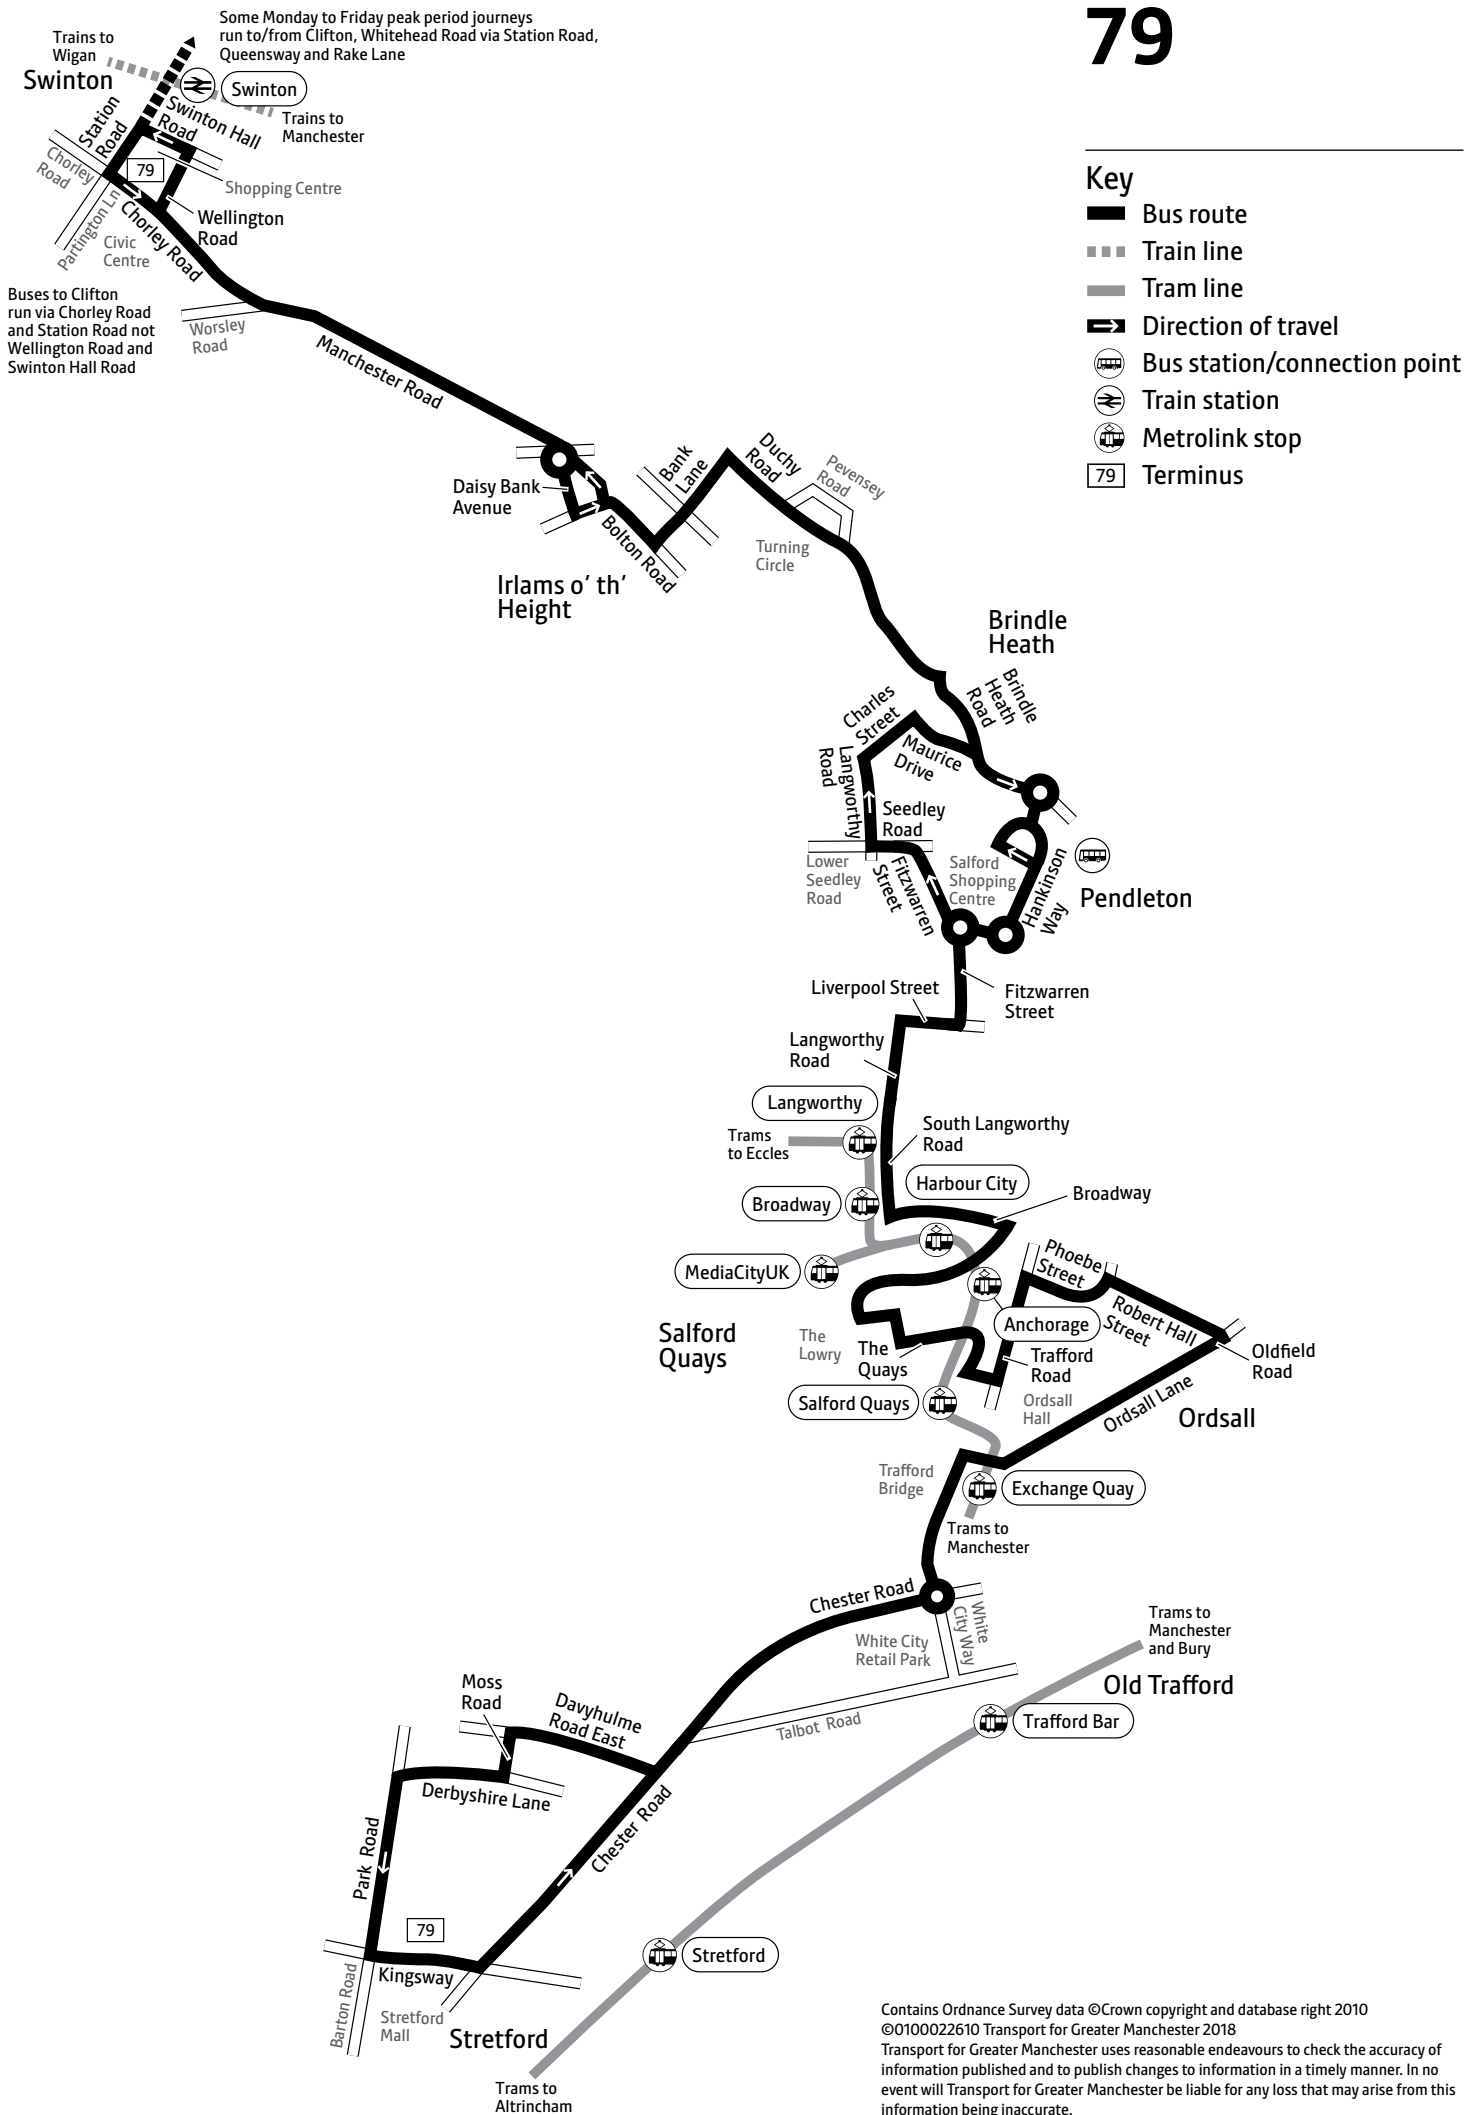 79
Some Monday to Friday peak period journeys
run to/from Clifton, Whitehead Road via Station Road,
Queensway and Rake Lane
Trains to
Wigan
Swinton
Swinton
Trains to
Manchester
Station
Road
Swinton Hall
Road
Chorley
Road
79
Shopping Centre
Partington Ln
Wellington
Road
Chorley Road
Civic
Centre
Buses to Clifton
run via Chorley Road
and Station Road not
Wellington Road and
Swinton Hall Road
Worsley
Road
Manchester Road
Key
Bus route
Train line
Tram line
Direction of travel
Bus station/connection point
Train station
Metrolink stop
79
Terminus
Daisy Bank
Avenue
Bank
Lane
Duchy
Road
Pevensey
Road
Bolton Road
Turning
Circle
Irlams o’ th’
Height
Brindle
Heath
Brindle
Heath
Road
Charles
Street
Maurice
Drive
Langworthy
Road
Seedley
Road
Lower
Seedley
Road
Fitzwarren
Street
Salford
Shopping
Centre
Hankinson
Way
Pendleton
Liverpool Street
Fitzwarren
Street
Langworthy
Road
Langworthy
Trams
to Eccles
South Langworthy
Road
Harbour City
Broadway
Broadway
MediaCityUK
Phoebe
Street
Anchorage
Robert Hall
Street
Salford
Quays
The
Lowry
The
Quays
Trafford
Road
Oldfield
Road
Salford Quays
Ordsall
Hall
Ordsall Lane
Ordsall
Trafford
Bridge
Exchange Quay
Trams to
Manchester
Chester Road
White
City Way
White City
Retail Park
Trams to
Manchester
and Bury
Old Trafford
Trafford Bar
Talbot Road
Moss
Road
Davyhulme
Road East
Derbyshire Lane
Park Road
Chester Road
79
Kingsway
Barton Road
Stretford
Mall
Stretford
Stretford
Trams to
Altrincham
Contains Ordnance Survey data ©Crown copyright and database right 2010
©0100022610 Transport for Greater Manchester 2018
Transport for Greater Manchester uses reasonable endeavours to check the accuracy of
information published and to publish changes to information in a timely manner. In no
event will Transport for Greater Manchester be liable for any loss that may arise from this
information being inaccurate.